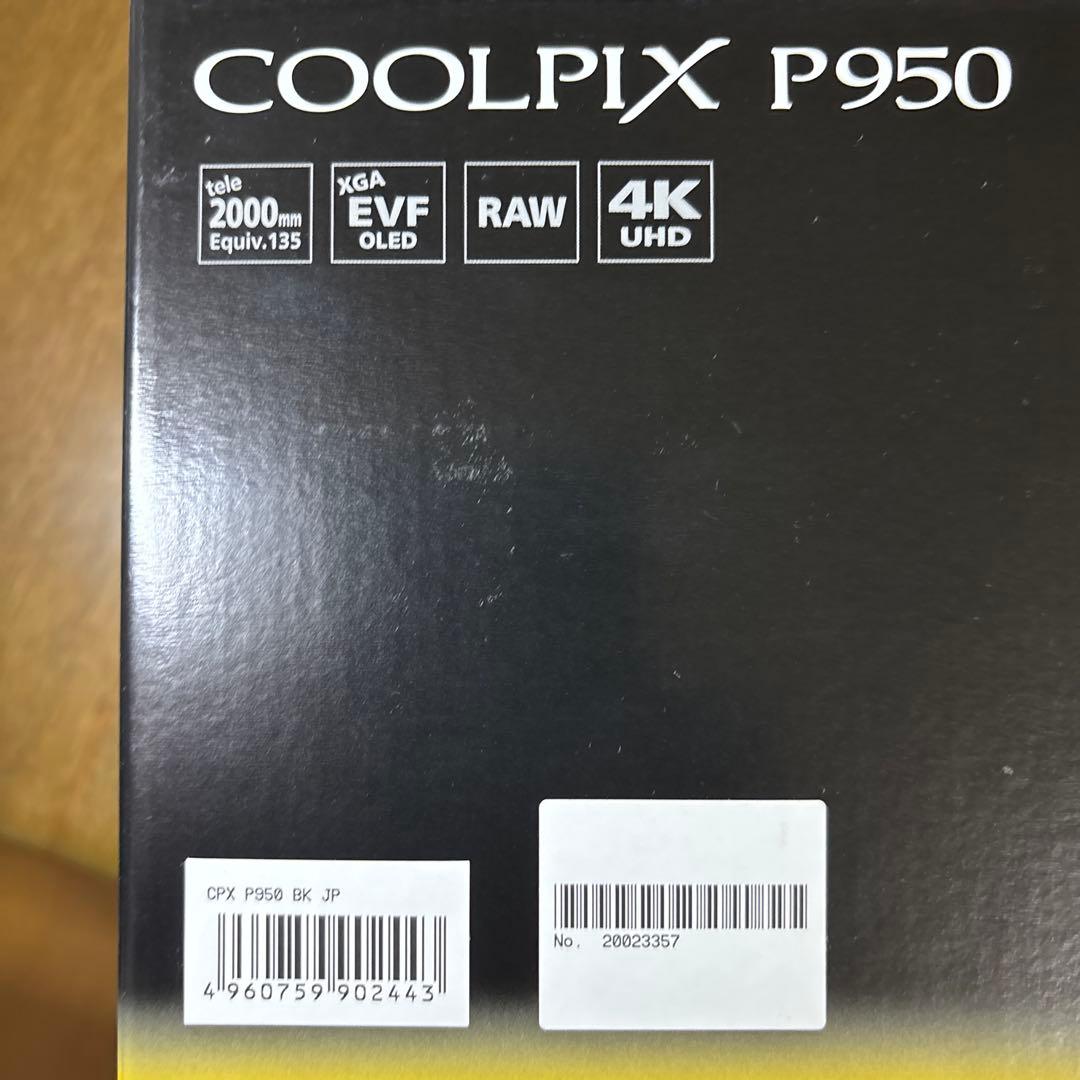 COOLPIX P950
tele
2000mm
Equiv.135
XGA
EVF
OLED
RAW
4K
UHD
CPX P950 BK JP
4 960759 902443
No. 20023357